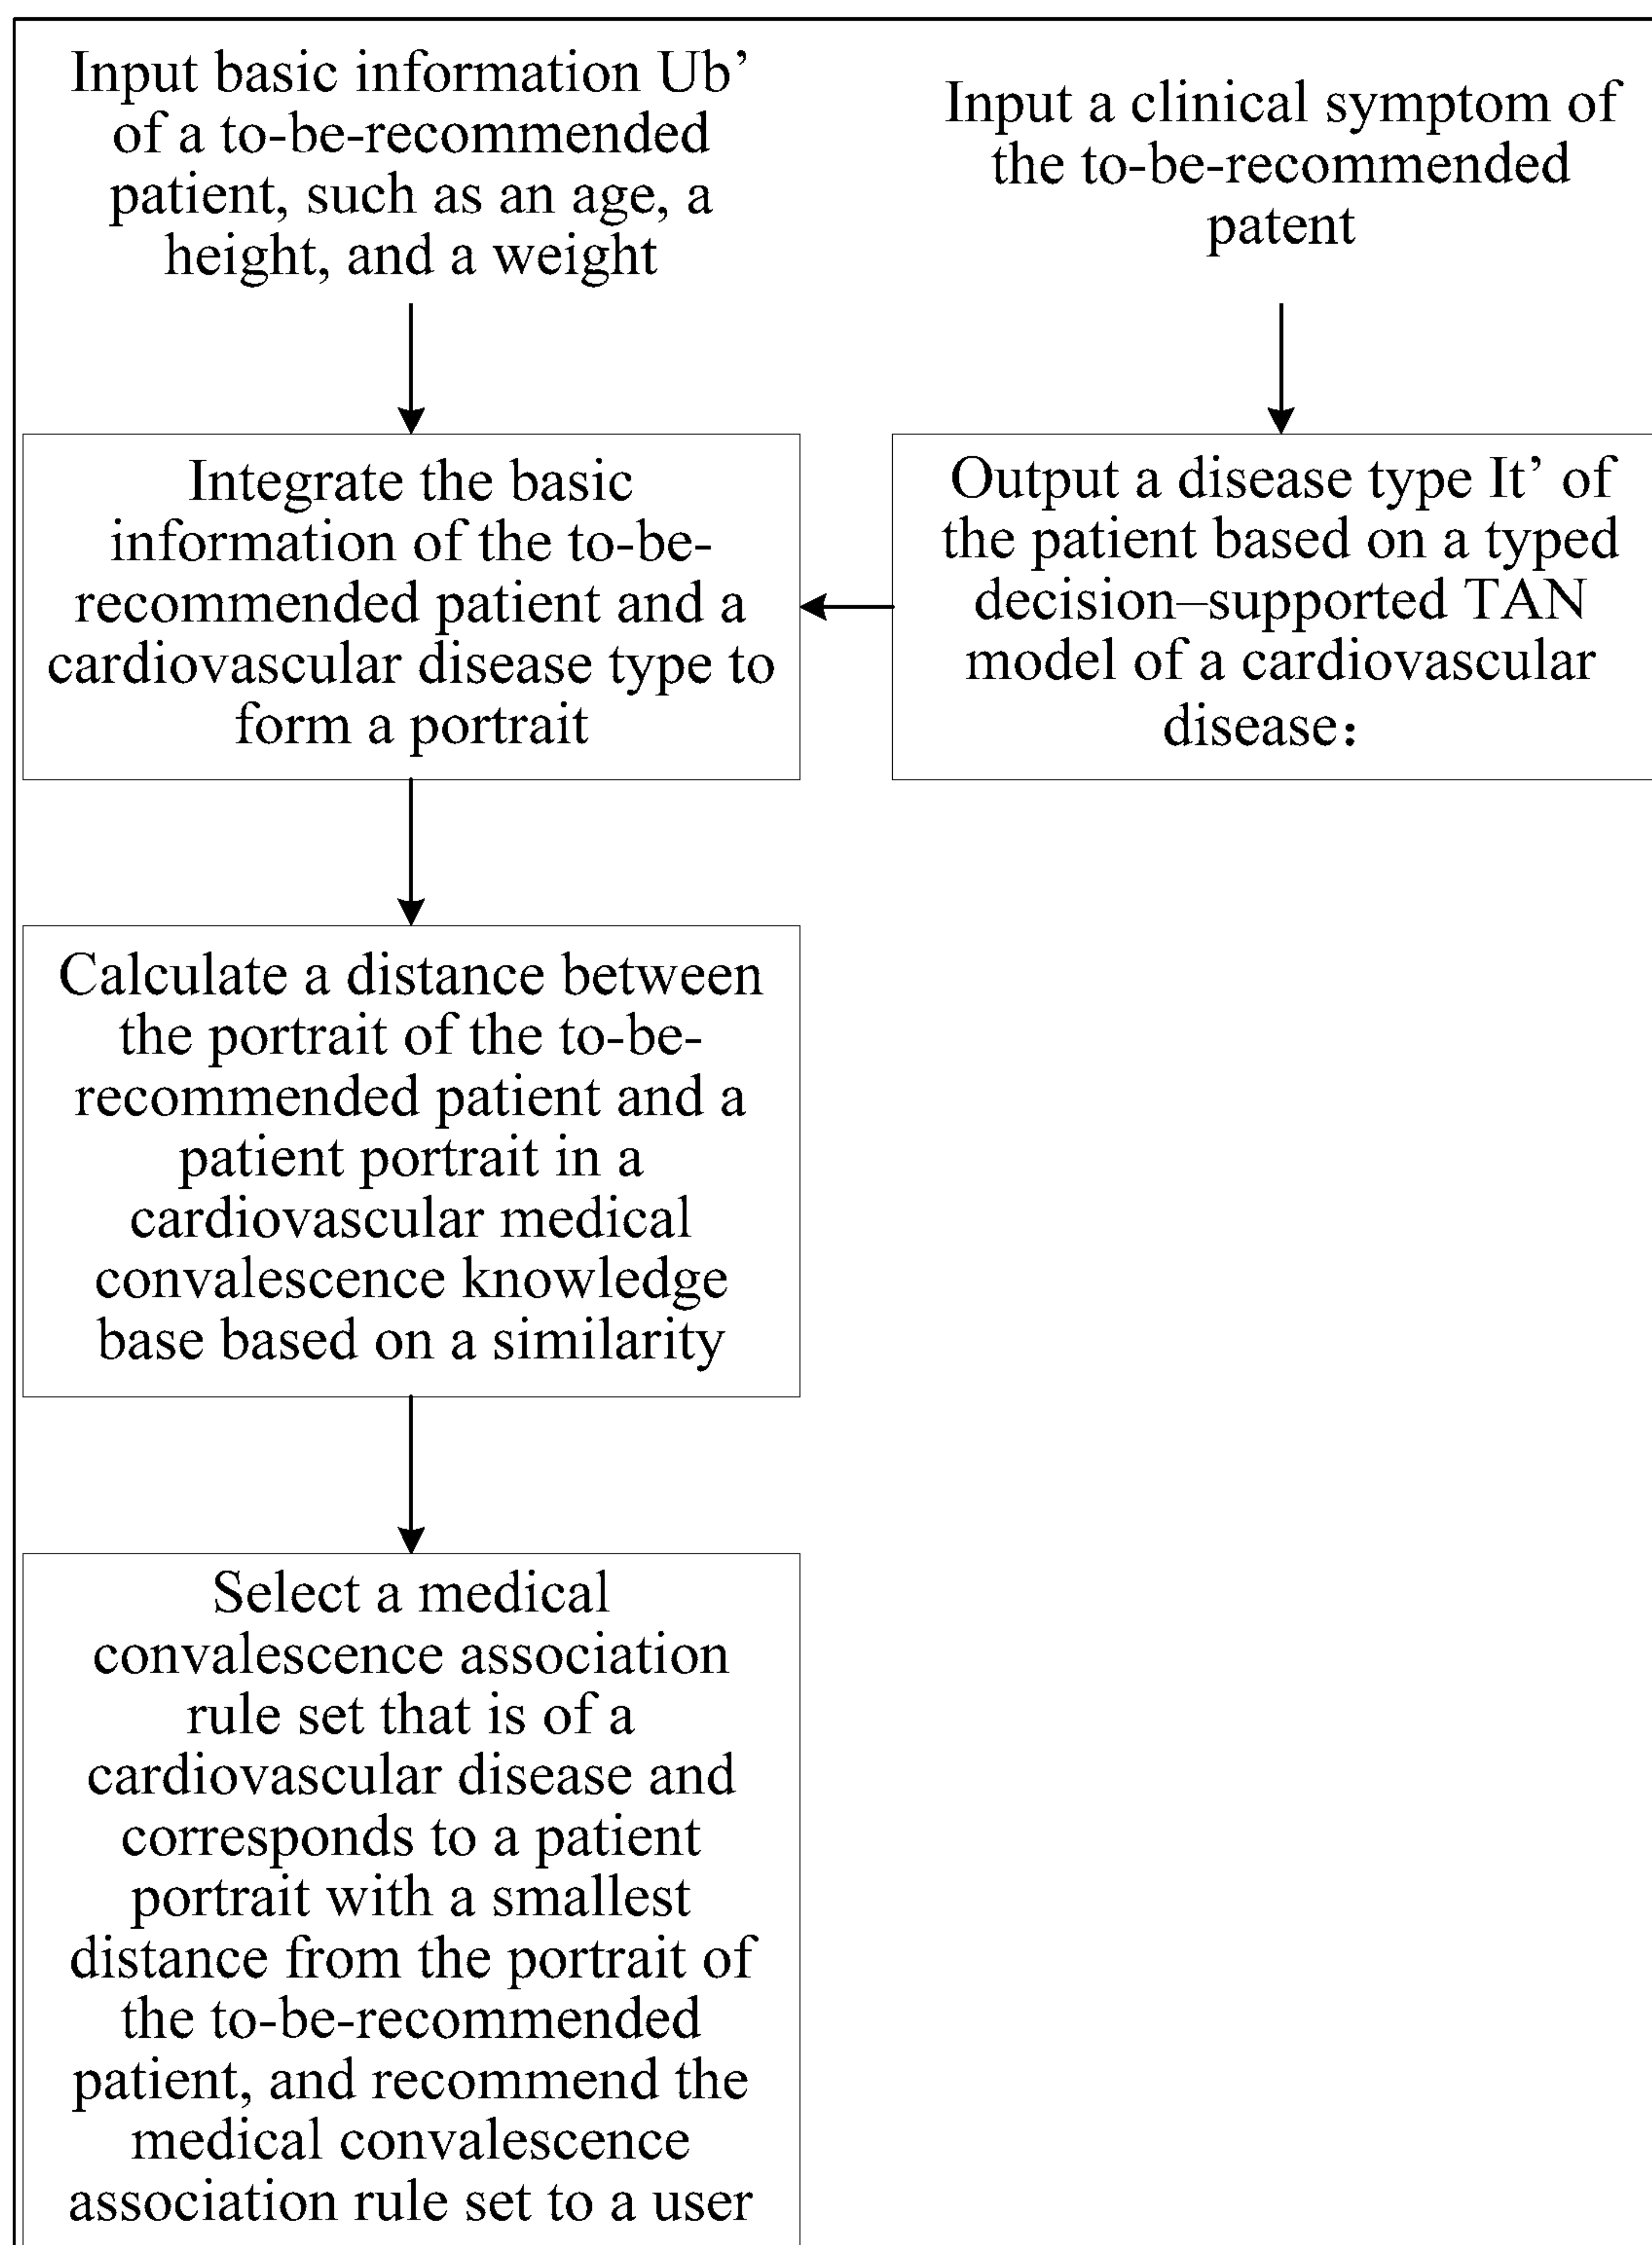 Input basic information Ub’
of a to-be-recommended
patient, such as an age, a
height, and a weight
Input a clinical symptom of
the to-be-recommended
patent
Integrate the basic
information of the to-be-
recommended patient and a
cardiovascular disease type to
form a portrait
Output a disease type It’ of
the patient based on a typed
decision–supported TAN
model of a cardiovascular
disease：
Calculate a distance between
the portrait of the to-be-
recommended patient and a
patient portrait in a
cardiovascular medical
convalescence knowledge
base based on a similarity
Select a medical
convalescence association
rule set that is of a
cardiovascular disease and
corresponds to a patient
portrait with a smallest
distance from the portrait of
the to-be-recommended
patient, and recommend the
medical convalescence
association rule set to a user